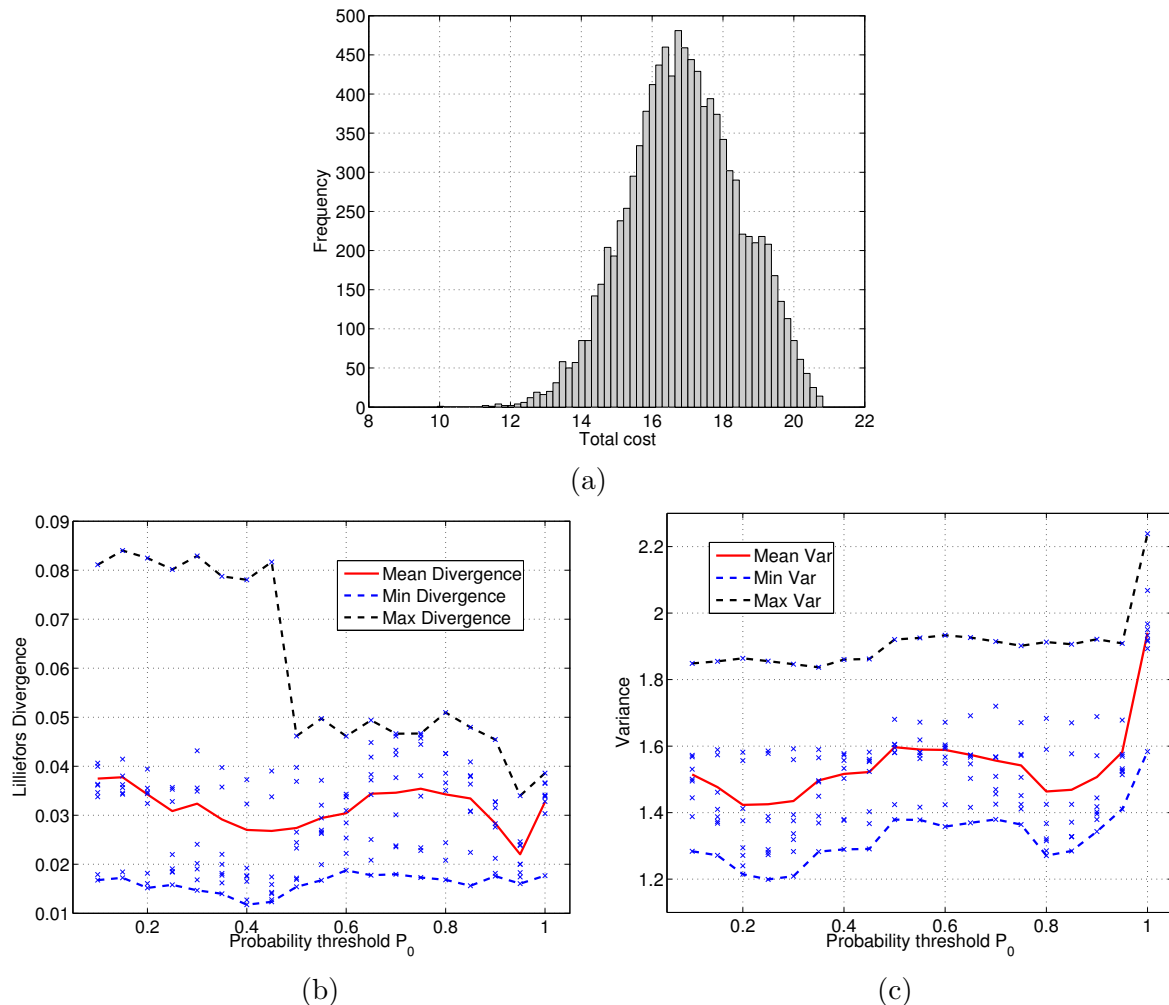 500
450
400
350
300
250
200
150
100
50
0
Frequency
8 10 12 14 16 18 20 22
Total cost
(a)
0.09
0.08
0.07
0.06
0.05
0.04
0.03
0.02
0.01
Lilliefors Divergence
Mean Divergence
Min Divergence
Max Divergence
0.2 0.4 0.6 0.8 1
Probability threshold P_0
(b)
2.2
2
1.8
1.6
1.4
1.2
Variance
Mean Var
Min Var
Max Var
0.2 0.4 0.6 0.8 1
Probability threshold P_0
(c)